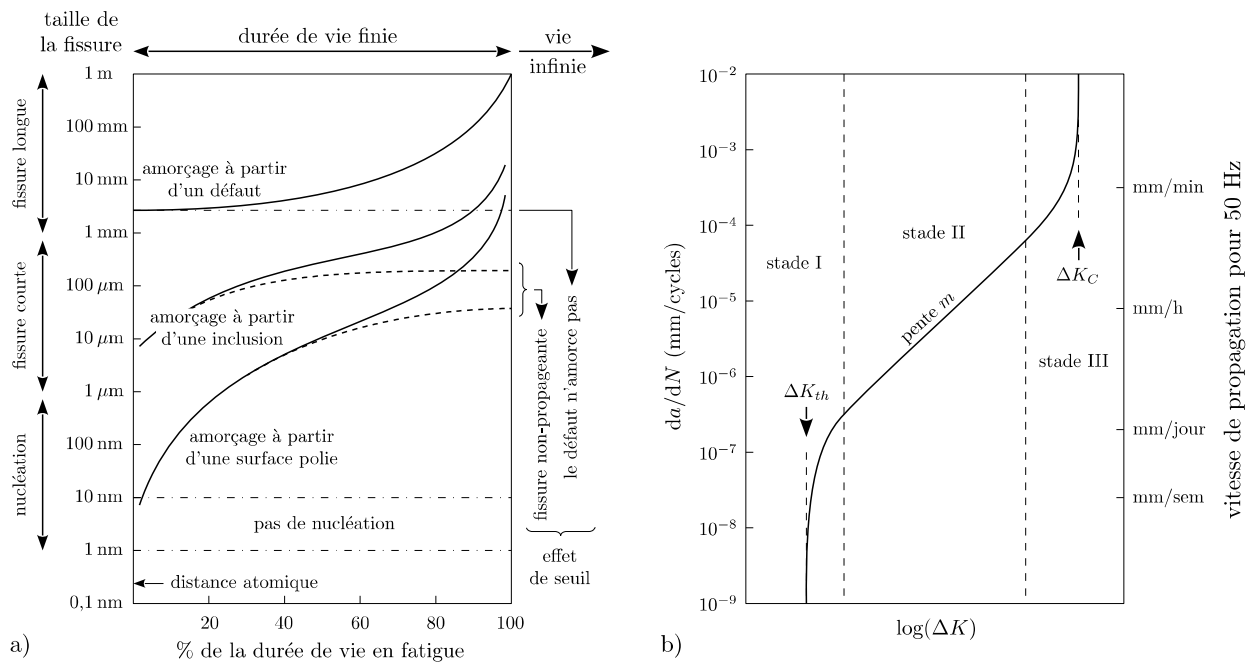 taille de
la fissure
durée de vie finie
vie
infinie
fissure longue
fissure courte
nucléation
1 m
100 mm
10 mm
1 mm
100 μm
10 μm
1 μm
100 nm
10 nm
1 nm
0,1 nm
amorçage à partir
d'un défaut
amorçage à partir
d'une inclusion
amorçage à partir
d'une surface polie
pas de nucléation
distance atomique
fissure non-propageante
le défaut n'amorce pas
effet
de seuil
20
40
60
80
100
% de la durée de vie en fatigue
a)
da/dN (mm/cycles)
10⁻²
10⁻³
10⁻⁴
10⁻⁵
10⁻⁶
10⁻⁷
10⁻⁸
10⁻⁹
stade I
stade II
stade III
pente m
ΔK_th
ΔK_C
mm/min
mm/h
mm/jour
mm/sem
vitesse de propagation pour 50 Hz
log(ΔK)
b)